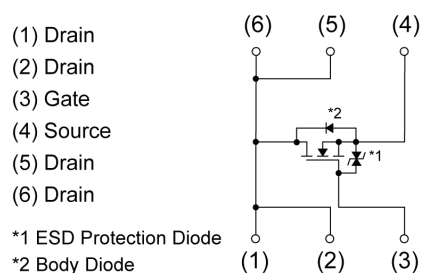 (1) Drain
(2) Drain
(3) Gate
(4) Source
(5) Drain
(6) Drain
*1 ESD Protection Diode
*2 Body Diode
(6) (5) (4)
*2
*1
(1) (2) (3)